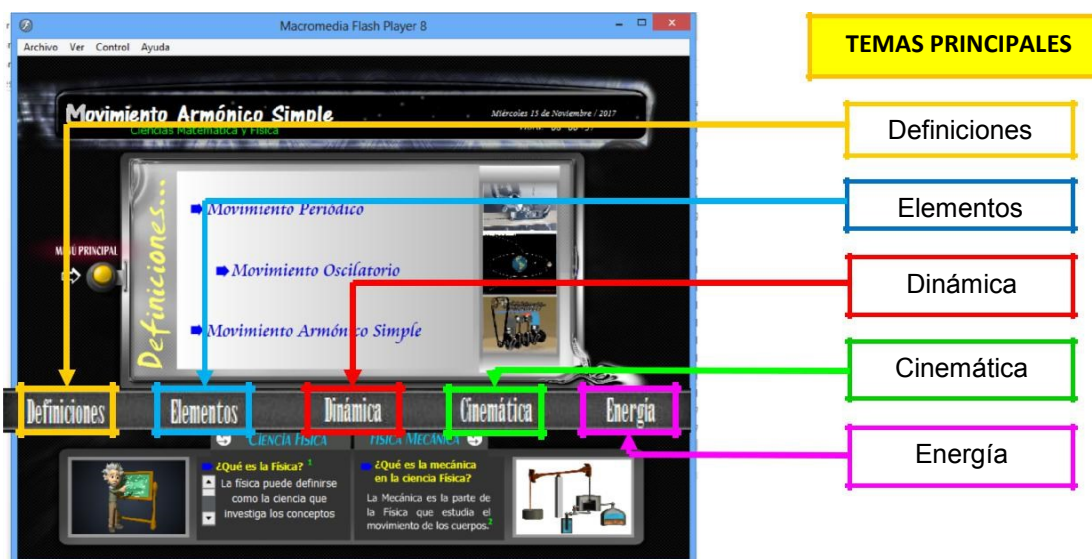 Macromedia Flash Player 8
Archivo Ver Control Ayuda
Movimiento Armónico Simple
Ciencias Matemática y Física
Miércoles 15 de Noviembre / 2017
Definiciones...
Movimiento Periódico
Movimiento Oscilatorio
Movimiento Armónico Simple
MENÚ PRINCIPAL
Definiciones
Elementos
Dinámica
Cinemática
Energía
CIENCIA FÍSICA
FÍSICA MECÁNICA
¿Qué es la Física? 1
La física puede definirse
como la ciencia que
investiga los conceptos
¿Qué es la mecánica
en la ciencia Física?
La Mecánica es la parte de
la Física que estudia el
movimiento de los cuerpos.2
TEMAS PRINCIPALES
Definiciones
Elementos
Dinámica
Cinemática
Energía